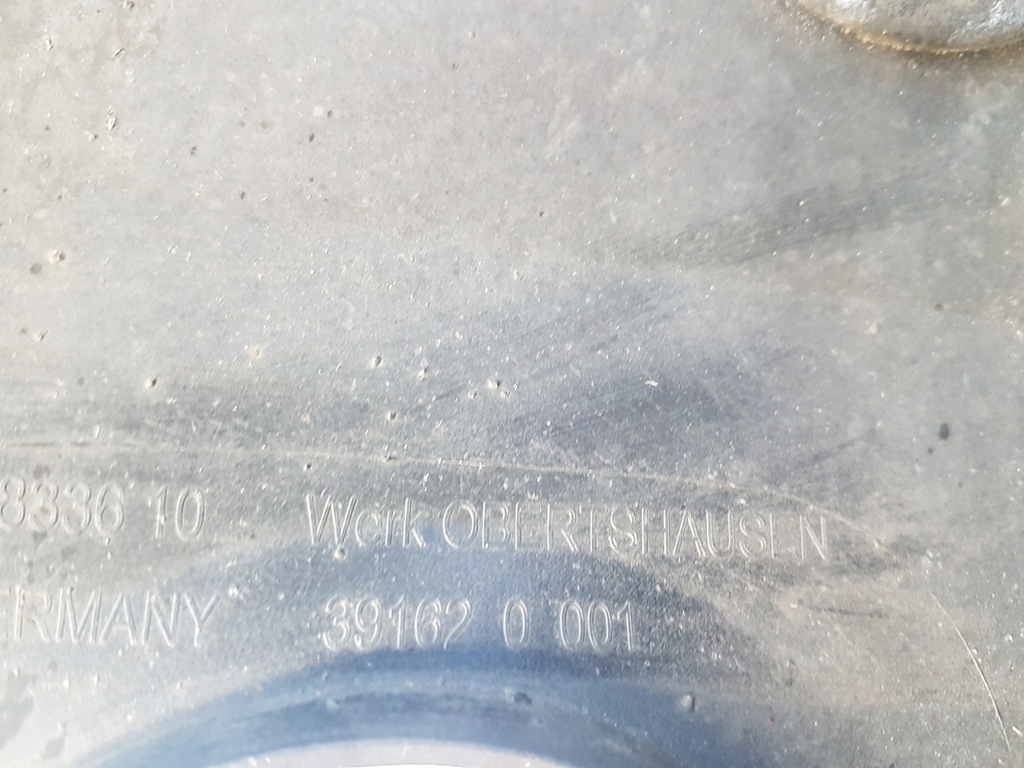 8336 10 Werk OBERTSHAUSEN
ERMANY 39162 0 001